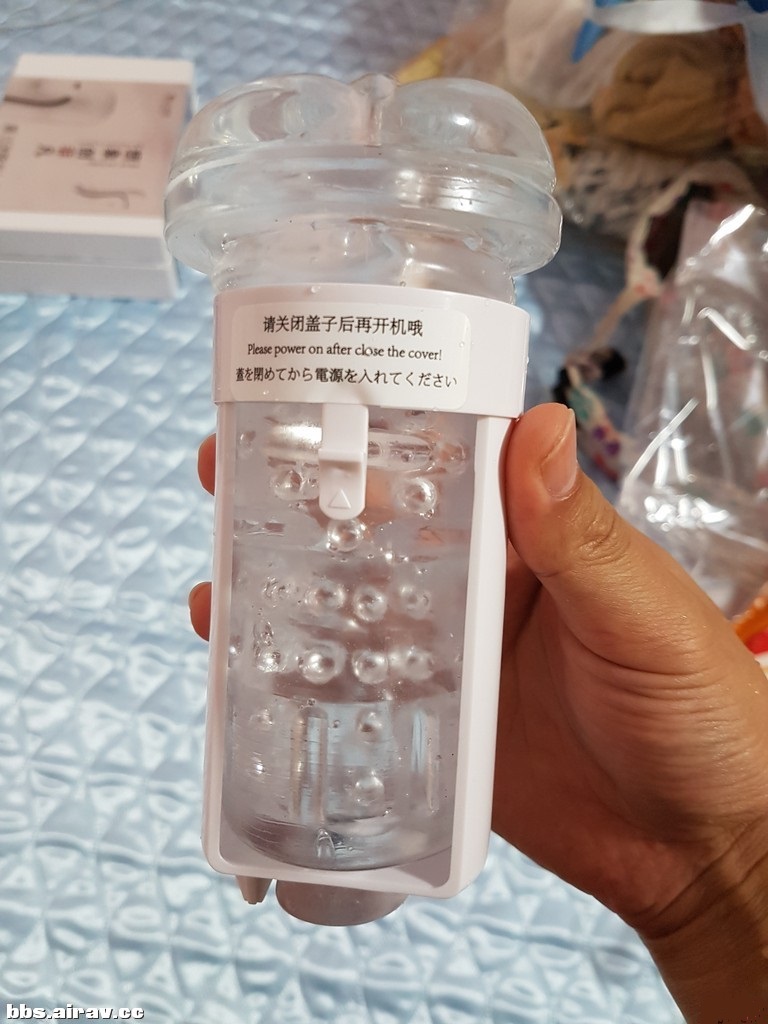 请关闭盖子后再开机哦
Please power on after close the cover!
蓋を閉めてから電源を入れてください
bbs.airav.cc